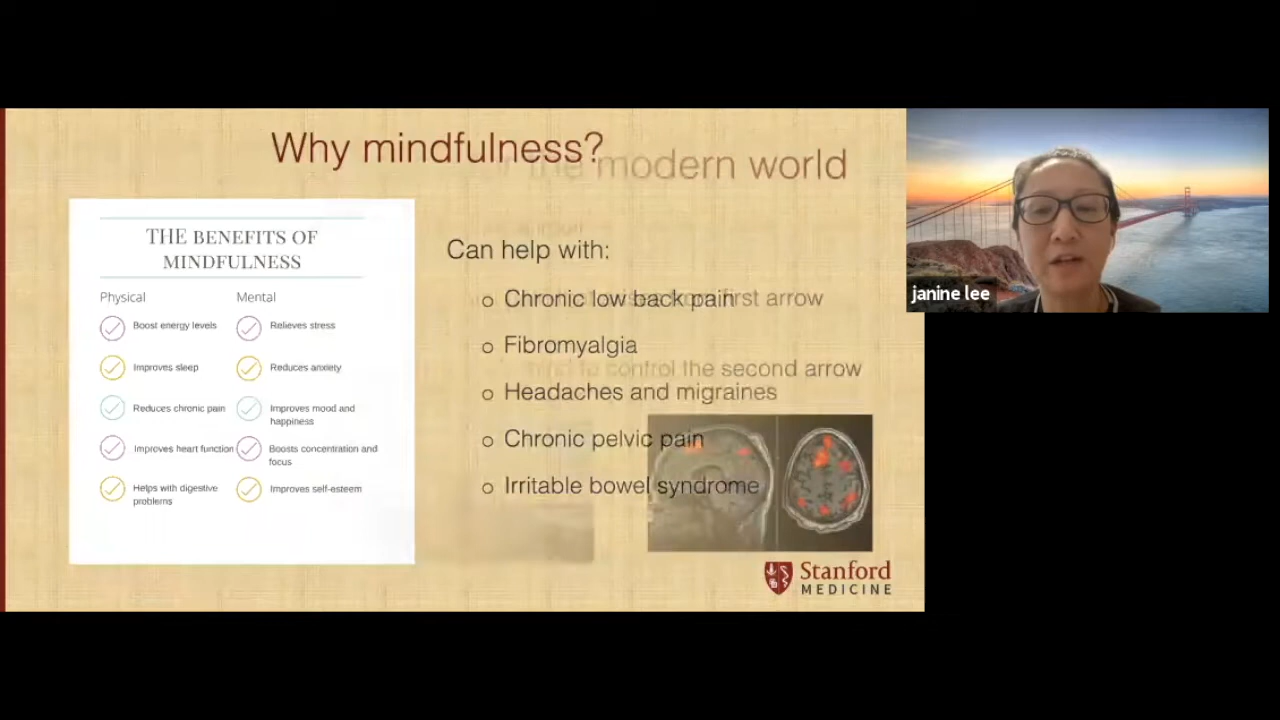 Why mindfulness?
the modern world
THE BENEFITS OF
MINDFULNESS
Physical
Mental
Boost energy levels
Relieves stress
Improves sleep
Reduces anxiety
Reduces chronic pain
Improves mood and
happiness
Improves heart function
Boosts concentration and
focus
Helps with digestive
problems
Improves self-esteem
Can help with:
Chronic low back pain
first arrow
Fibromyalgia
to control the second arrow
Headaches and migraines
Chronic pelvic pain
Irritable bowel syndrome
Stanford
MEDICINE
janine lee